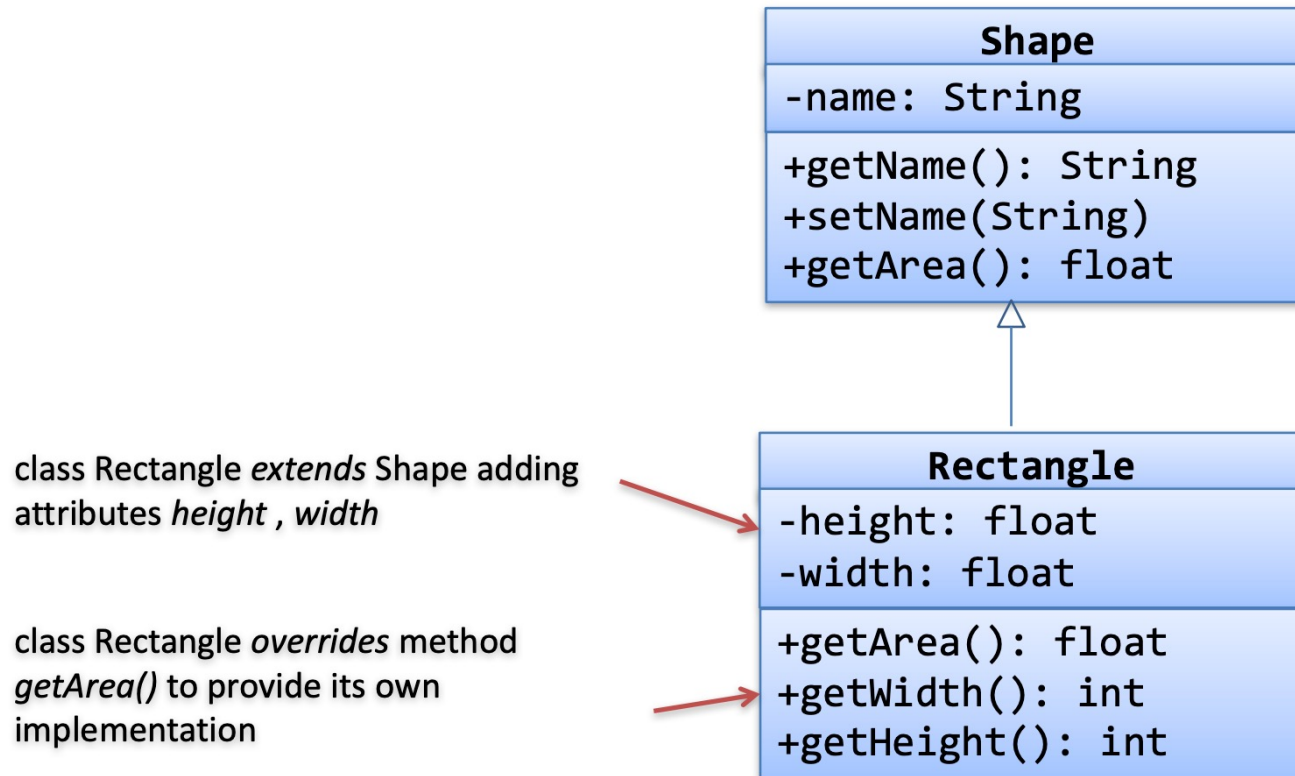 Shape
-name: String
+getName(): String
+setName(String)
+getArea(): float
class Rectangle extends Shape adding
attributes height , width
class Rectangle overrides method
getArea() to provide its own
implementation
Rectangle
-height: float
-width: float
+getArea(): float
+getWidth(): int
+getHeight(): int